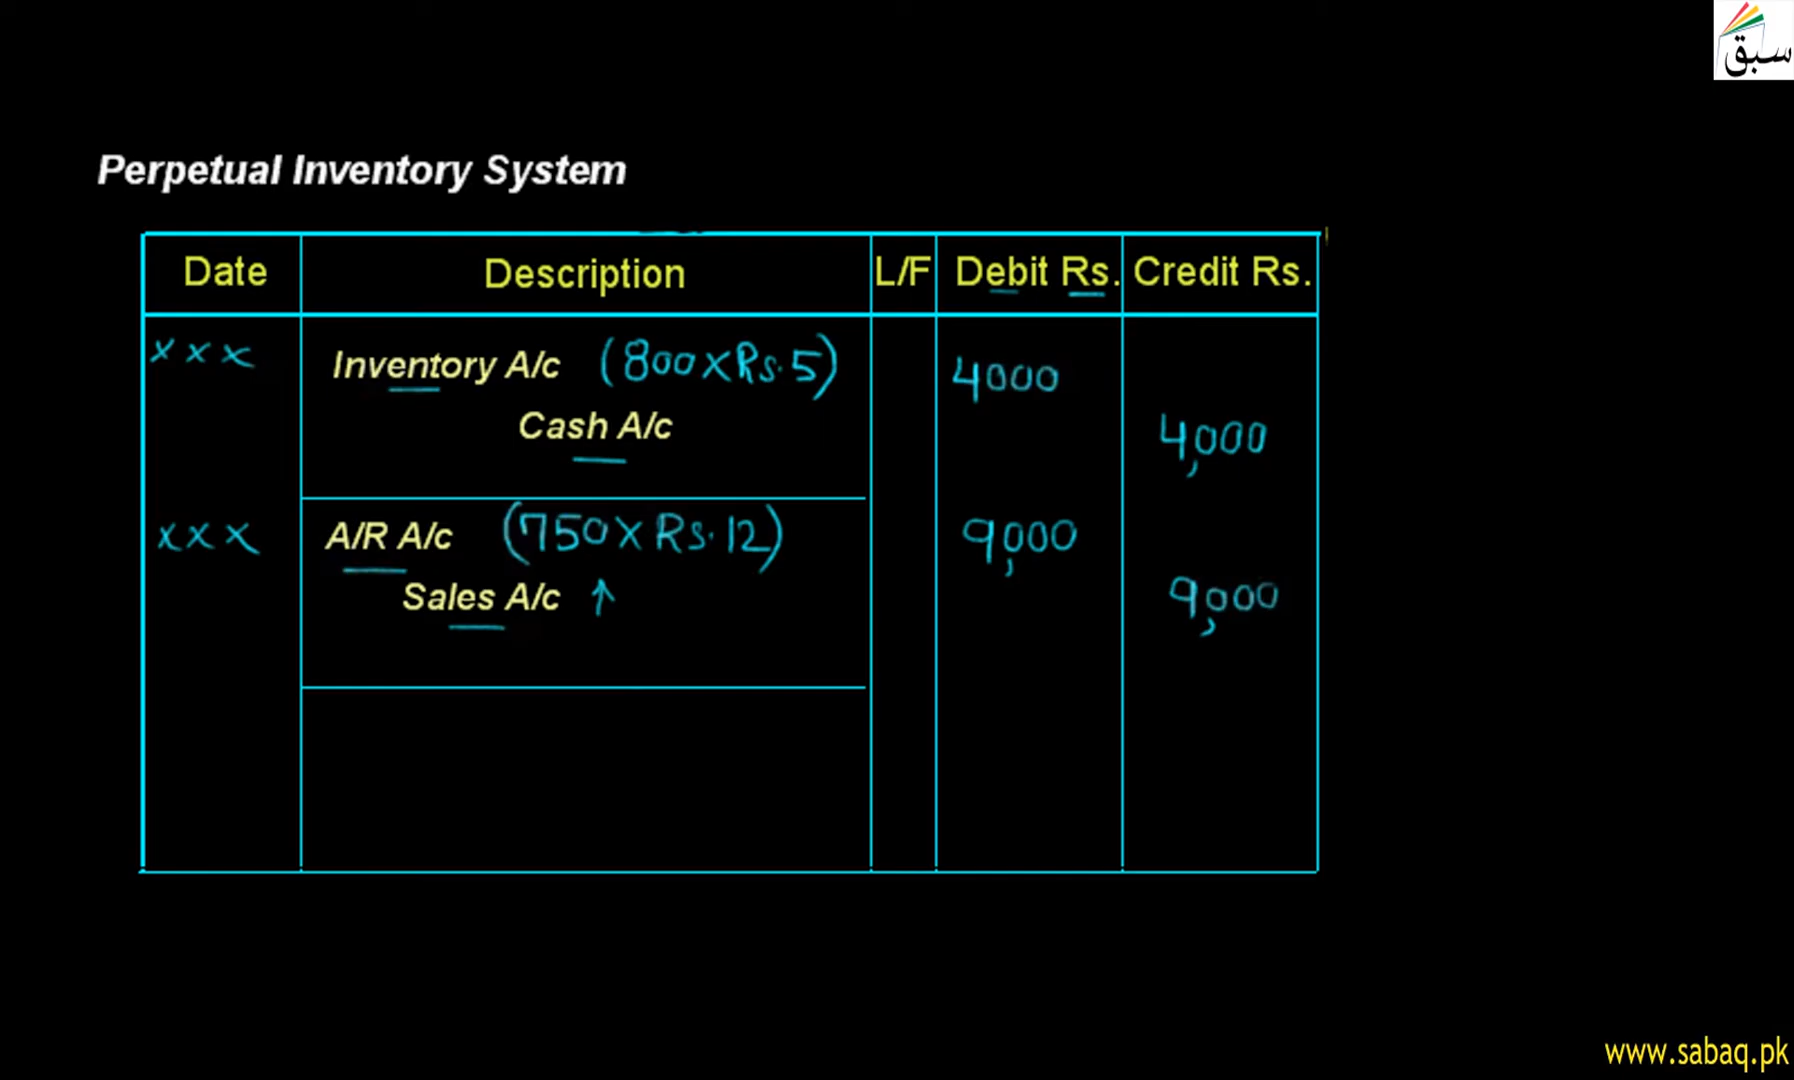 سبق
Perpetual Inventory System
Date Description L/F Debit Rs. Credit Rs.
xxx Inventory A/c (800 x Rs. 5) 4000
Cash A/c 4,000
xxx A/R A/c (750 x Rs. 12) 9,000
Sales A/c ↑ 9,000
www.sabaq.pk